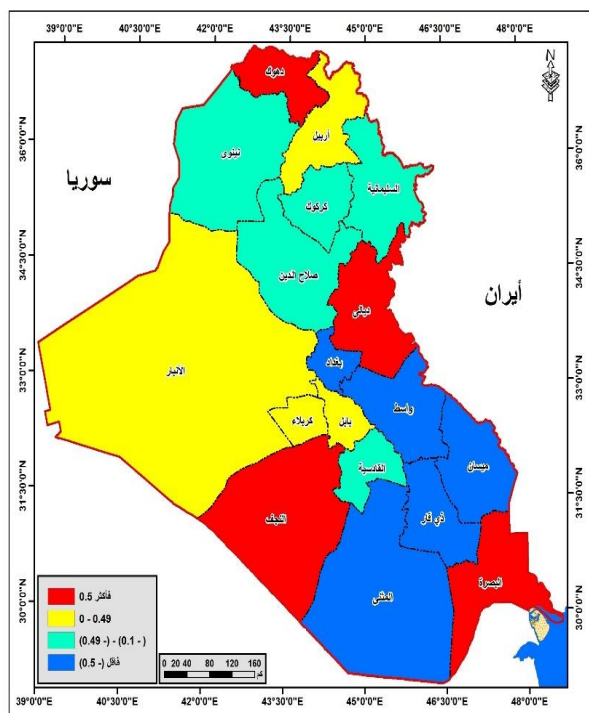 39°0'0"E 40°30'0"E 42°0'0"E 43°30'0"E 45°0'0"E 46°30'0"E 48°0'0"E
N
دهوك
أربيل
36°0'0"N 36°0'0"N
نينوى
السليمانية
سوريا
كركوك
34°30'0"N 34°30'0"N
صلاح الدين
ديالى
أيران
33°0'0"N 33°0'0"N
بغداد
الانبار
واسط
كربلاء
بابل
ميسان
القادسية
31°30'0"N 31°30'0"N
النجف
ذي قار
البصرة
المثنى
30°0'0"N 30°0'0"N
0.5 فأكثر
0 - 0.49
(0.49 -) - (0.1 - )
(0.5 -) فاقل
0 20 40 80 120 160
كم
39°0'0"E 40°30'0"E 42°0'0"E 43°30'0"E 45°0'0"E 46°30'0"E 48°0'0"E